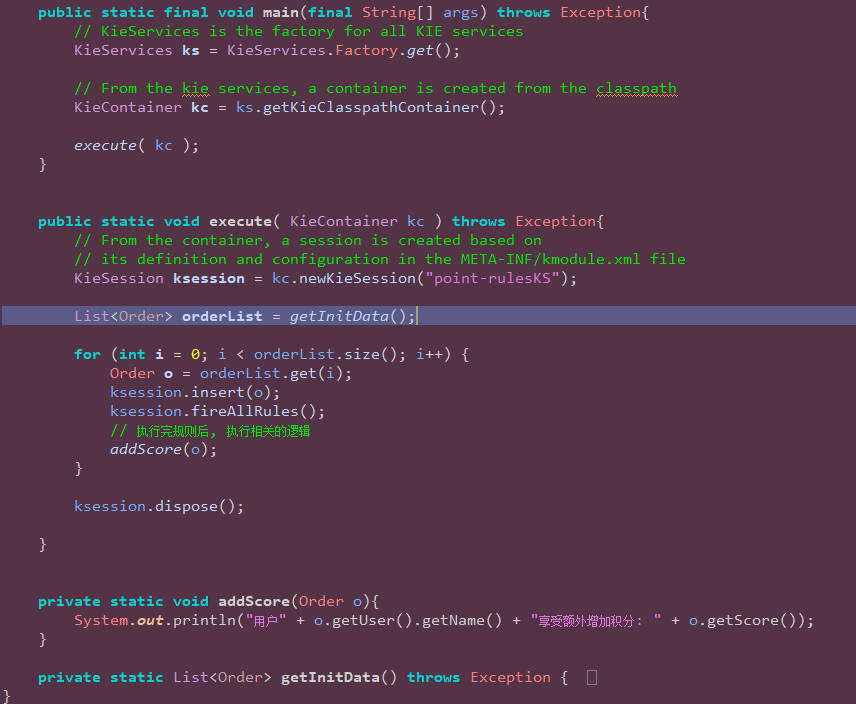 public static final void main(final String[] args) throws Exception{
// KieServices is the factory for all KIE services
KieServices ks = KieServices.Factory.get();
// From the kie services, a container is created from the classpath
KieContainer kc = ks.getKieClasspathContainer();
execute( kc );
}
public static void execute( KieContainer kc ) throws Exception{
// From the container, a session is created based on
// its definition and configuration in the META-INF/kmodule.xml file
KieSession ksession = kc.newKieSession("point-rulesKS");
List<Order> orderList = getInitData();
for (int i = 0; i < orderList.size(); i++) {
Order o = orderList.get(i);
ksession.insert(o);
ksession.fireAllRules();
// 执行完规则后, 执行相关的逻辑
addScore(o);
}
ksession.dispose();
}
private static void addScore(Order o){
System.out.println("用户" + o.getUser().getName() + "享受额外增加积分: " + o.getScore());
}
private static List<Order> getInitData() throws Exception {
}